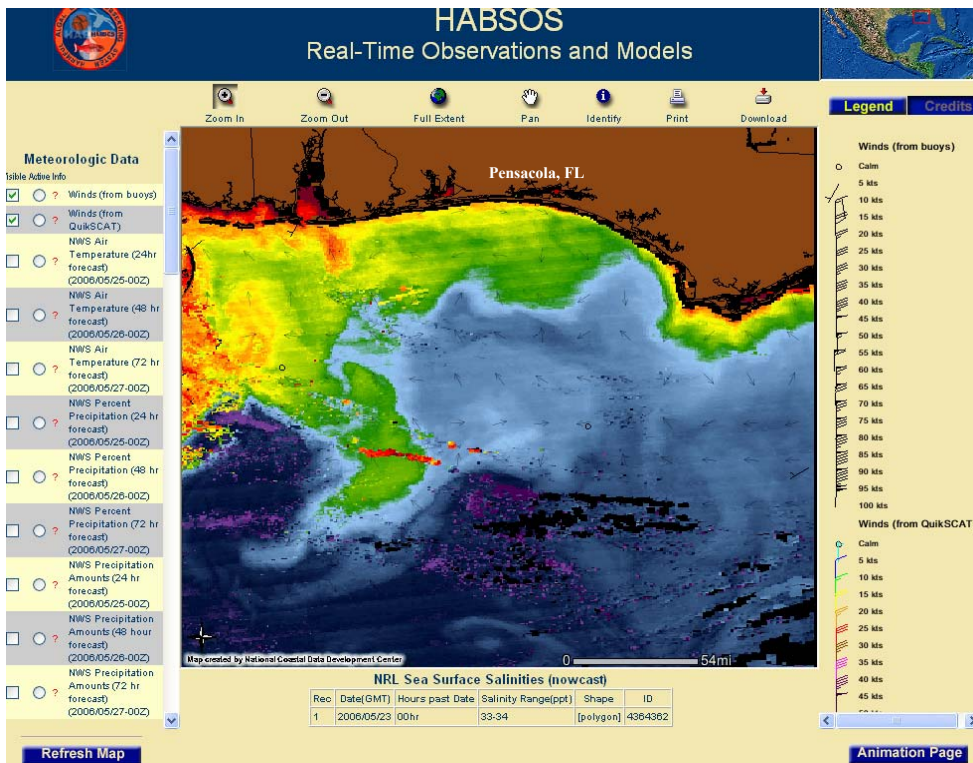 HABSOS
Real-Time Observations and Models
Zoom In
Zoom Out
Full Extent
Pan
Identify
Print
Download
Legend
Credits
Meteorologic Data
Visible Active Info
? Winds (from buoys)
? Winds (from
QuikSCAT)
NWS Air
Temperature (24hr
? forecast)
(2006/05/25-00Z)
NWS Air
Temperature (48 hr
? forecast)
(2006/05/26-00Z)
NWS Air
Temperature (72 hr
? forecast)
(2006/05/27-00Z)
NWS Percent
Precipitation (24 hr
? forecast)
(2006/05/25-00Z)
NWS Percent
Precipitation (48 hr
? forecast)
(2006/05/26-00Z)
NWS Percent
Precipitation (72 hr
? forecast)
(2006/05/27-00Z)
NWS Precipitation
Amounts (24 hr
? forecast)
(2006/05/25-00Z)
NWS Precipitation
Amounts (48 hour
? forecast)
(2006/05/26-00Z)
NWS Precipitation
Amounts (72 hr
? forecast)
(2006/05/27-00Z)
Refresh Map
Pensacola, FL
Map created by National Coastal Data Development Center
0 54mi
NRL Sea Surface Salinities (nowcast)
Rec Date(GMT) Hours past Date Salinity Range(ppt) Shape ID
1 2006/05/23 00hr 33-34 [polygon] 4364362
Winds (from buoys)
Calm
5 kts
10 kts
15 kts
20 kts
25 kts
30 kts
35 kts
40 kts
45 kts
50 kts
55 kts
60 kts
65 kts
70 kts
75 kts
80 kts
85 kts
90 kts
95 kts
100 kts
Winds (from QuikSCAT
Calm
5 kts
10 kts
15 kts
20 kts
25 kts
30 kts
35 kts
40 kts
45 kts
Animation Page